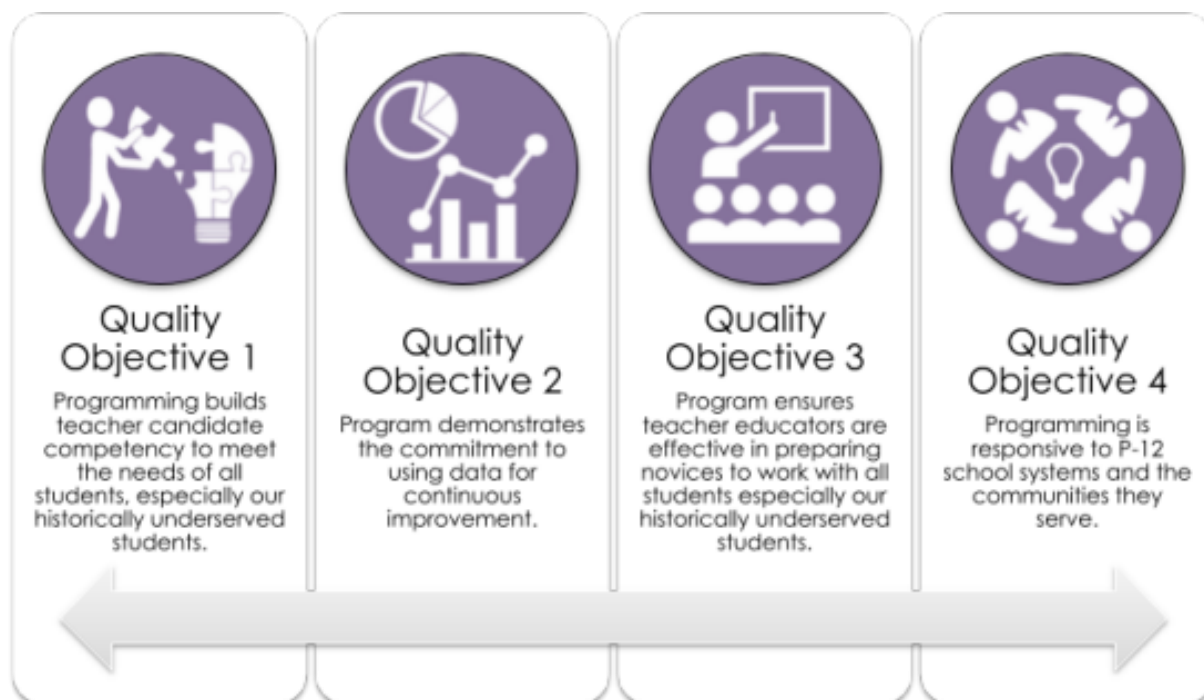 Quality
Objective 1
Programming builds
teacher candidate
competency to meet
the needs of all
students, especially our
historically underserved
students.
Quality
Objective 2
Program demonstrates
the commitment to
using data for
continuous
improvement.
Quality
Objective 3
Program ensures
teacher educators are
effective in preparing
novices to work with all
students especially our
historically underserved
students.
Quality
Objective 4
Programming is
responsive to P-12
school systems and the
communities they
serve.